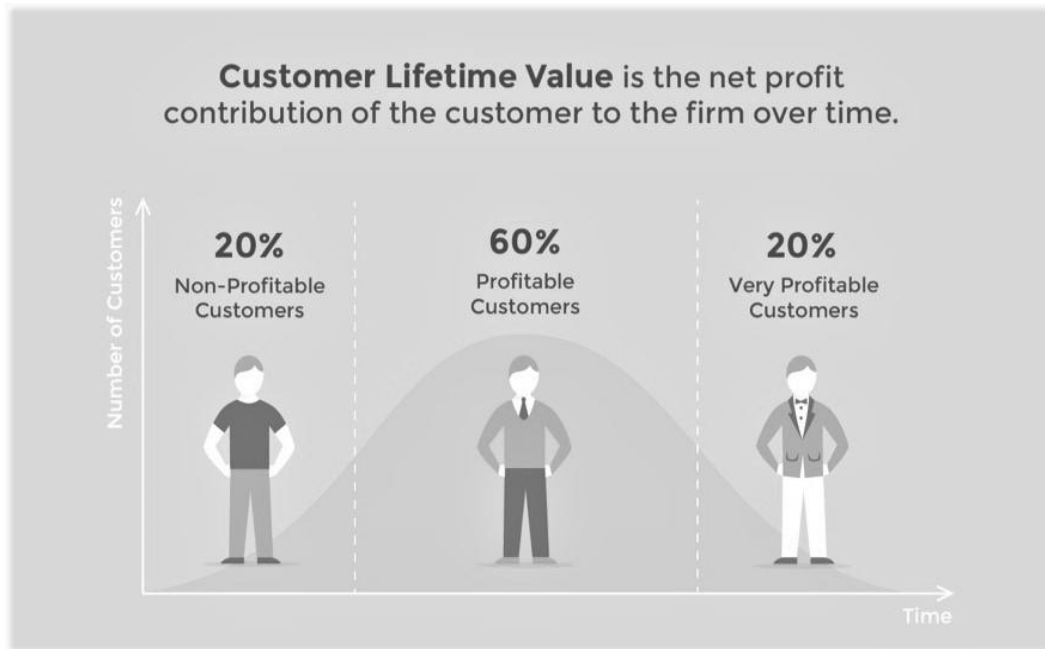 Customer Lifetime Value is the net profit
contribution of the customer to the firm over time.
Number of Customers
20%
Non-Profitable
Customers
60%
Profitable
Customers
20%
Very Profitable
Customers
Time